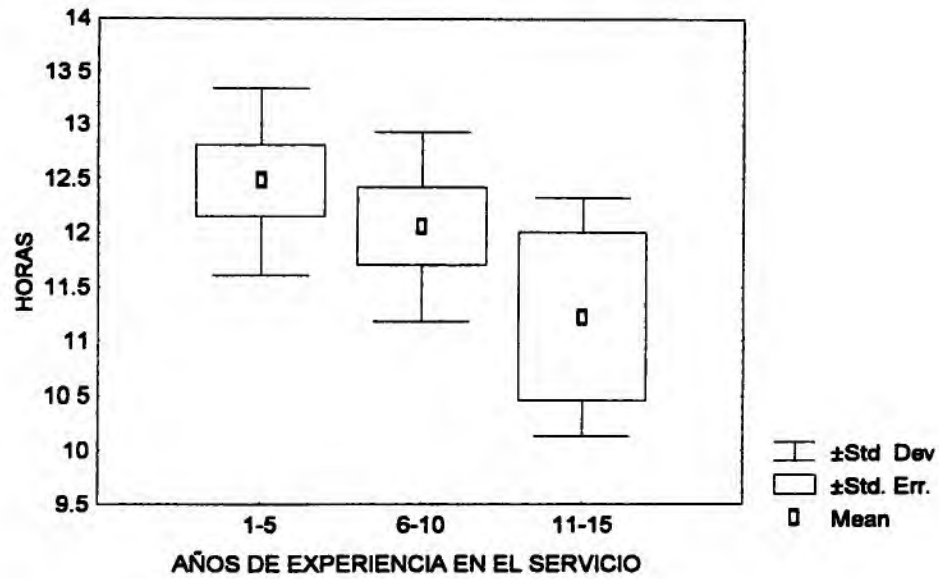 14
13 5
13
12.5
12
11.5
11
10 5
10
9.5
HORAS
1-5 6-10 11-15
AÑOS DE EXPERIENCIA EN EL SERVICIO
±Std Dev
±Std. Err.
Mean